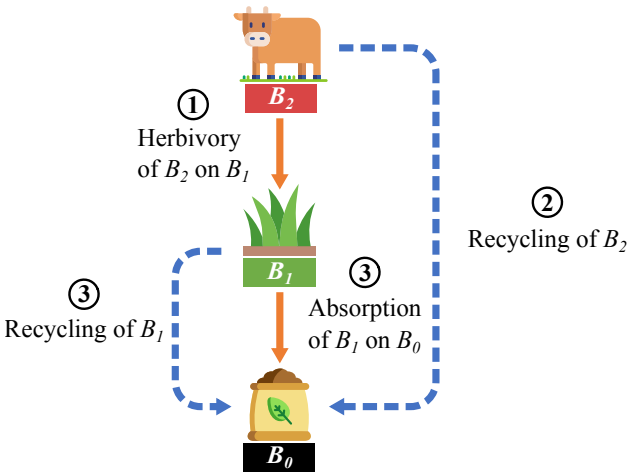 B₂
①
Herbivory
of B₂ on B₁
②
Recycling of B₂
B₁
③
Recycling of B₁
③
Absorption
of B₁ on B₀
B₀